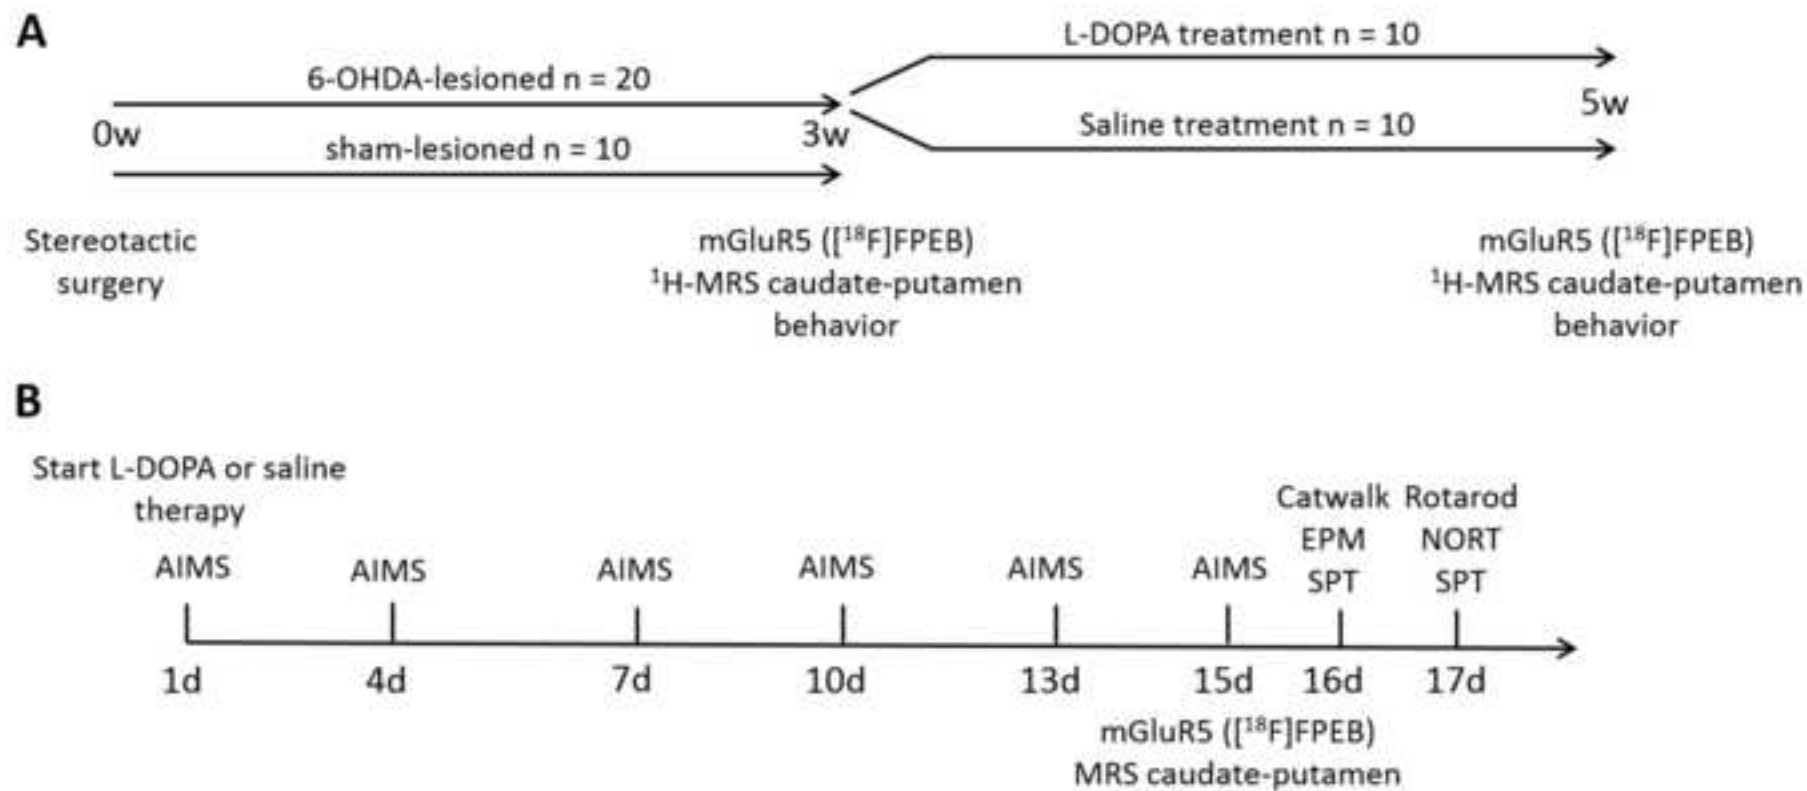 A
L-DOPA treatment n = 10
6-OHDA-lesioned n = 20
0w
3w
5w
sham-lesioned n = 10
Saline treatment n = 10
Stereotactic
surgery
mGluR5 ([¹⁸F]FPEB)
¹H-MRS caudate-putamen
behavior
mGluR5 ([¹⁸F]FPEB)
¹H-MRS caudate-putamen
behavior
B
Start L-DOPA or saline
therapy
AIMS
AIMS
AIMS
AIMS
AIMS
AIMS
Catwalk
EPM
SPT
Rotarod
NORT
SPT
1d
4d
7d
10d
13d
15d
16d
17d
mGluR5 ([¹⁸F]FPEB)
MRS caudate-putamen